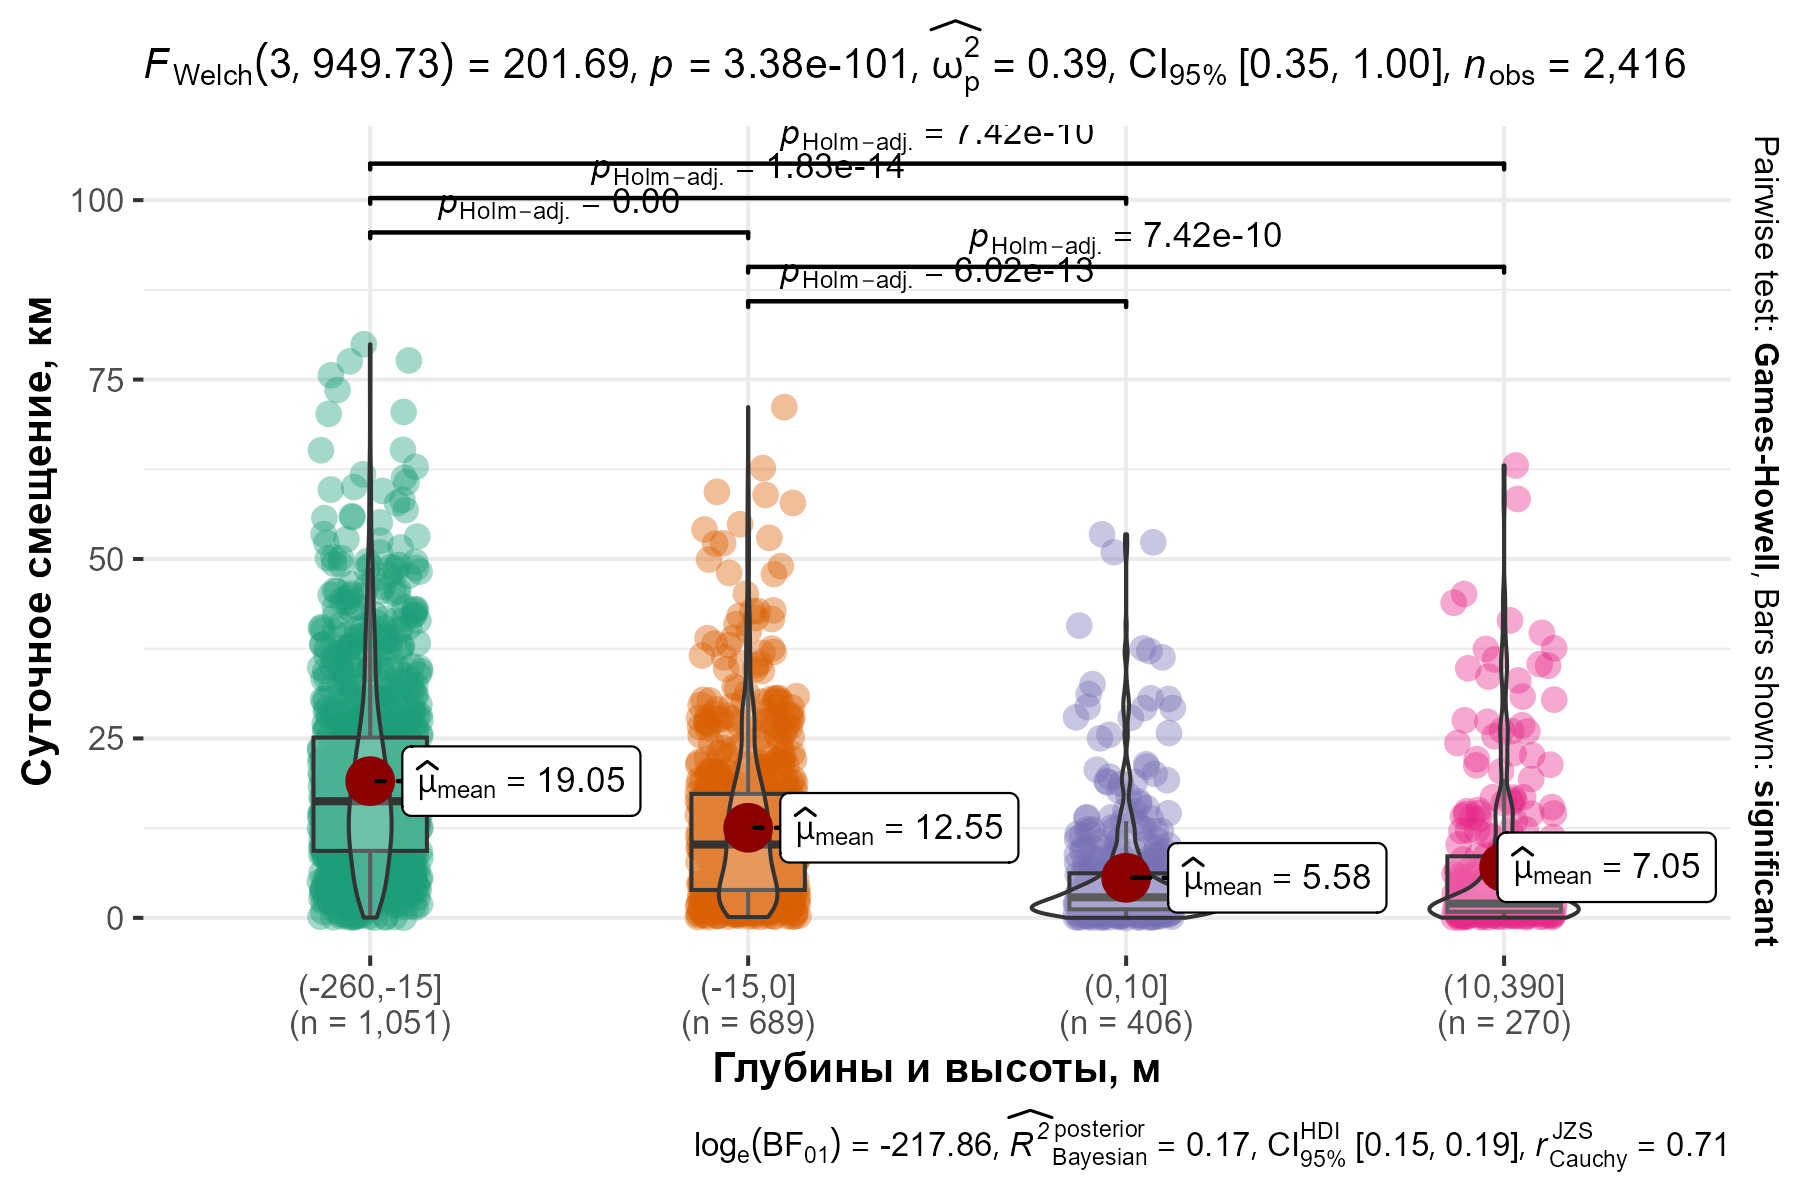 F_Welch(3, 949.73) = 201.69, p = 3.38e-101, ω̂²_p = 0.39, CI_95% [0.35, 1.00], n_obs = 2,416
p_Holm−adj. = 7.42e-10
p_Holm−adj. = 1.83e-14
p_Holm−adj. = 0.00
p_Holm−adj. = 7.42e-10
p_Holm−adj. = 6.02e-13
Суточное смещение, км
100
75
50
25
0
μ̂_mean = 19.05
μ̂_mean = 12.55
μ̂_mean = 5.58
μ̂_mean = 7.05
Pairwise test: Games-Howell, Bars shown: significant
(-260,-15]
(n = 1,051)
(-15,0]
(n = 689)
(0,10]
(n = 406)
(10,390]
(n = 270)
Глубины и высоты, м
log_e(BF_01) = -217.86, R̂²^posterior_Bayesian = 0.17, CI^HDI_95% [0.15, 0.19], r^JZS_Cauchy = 0.71